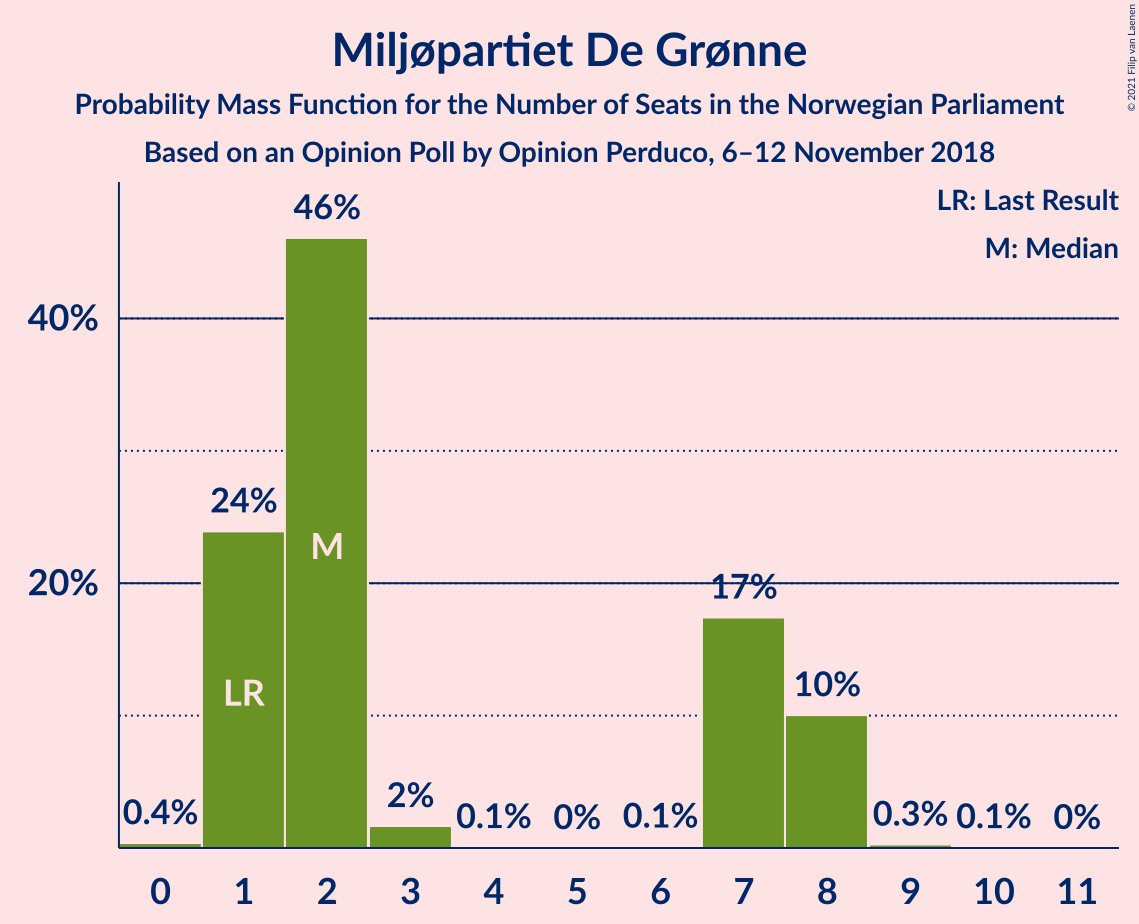 Miljøpartiet De Grønne
Probability Mass Function for the Number of Seats in the Norwegian Parliament
Based on an Opinion Poll by Opinion Perduco, 6–12 November 2018
© 2021 Filip van Laenen
LR: Last Result
M: Median
46%
40%
24%
M
20%
17%
LR
10%
0.4%
2%
0.1%
0%
0.1%
0.3%
0.1%
0%
0 1 2 3 4 5 6 7 8 9 10 11